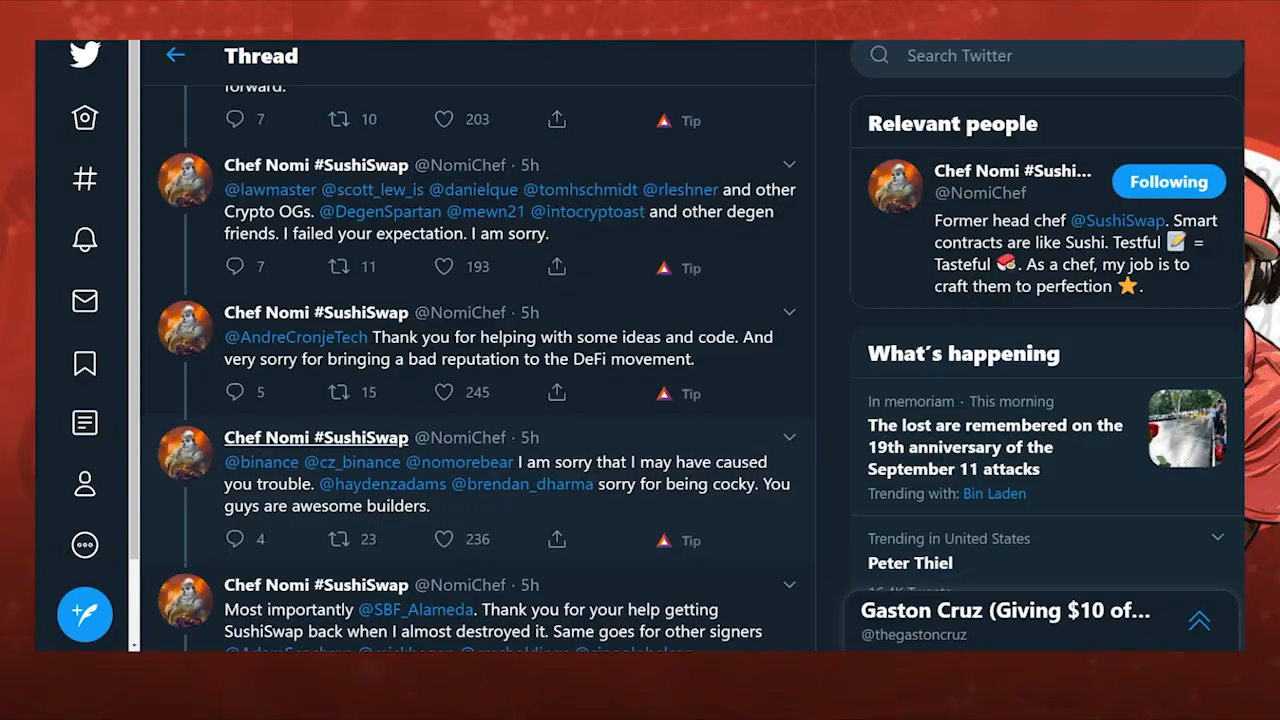 Thread
forward.
7 10 203 Tip
Chef Nomi #SushiSwap @NomiChef · 5h
@lawmaster @scott_lew_is @danielque @tomhschmidt @rleshner and other
Crypto OGs. @DegenSpartan @mewn21 @intocryptoast and other degen
friends. I failed your expectation. I am sorry.
7 11 193 Tip
Chef Nomi #SushiSwap @NomiChef · 5h
@AndreCronjeTech Thank you for helping with some ideas and code. And
very sorry for bringing a bad reputation to the DeFi movement.
5 15 245 Tip
Chef Nomi #SushiSwap @NomiChef · 5h
@binance @cz_binance @nomorebear I am sorry that I may have caused
you trouble. @haydenzadams @brendan_dharma sorry for being cocky. You
guys are awesome builders.
4 23 236 Tip
Chef Nomi #SushiSwap @NomiChef · 5h
Most importantly @SBF_Alameda. Thank you for your help getting
SushiSwap back when I almost destroyed it. Same goes for other signers
Search Twitter
Relevant people
Chef Nomi #Sushi...
@NomiChef
Following
Former head chef @SushiSwap. Smart
contracts are like Sushi. Testful 📝 =
Tasteful 🍣. As a chef, my job is to
craft them to perfection ⭐.
What's happening
In memoriam · This morning
The lost are remembered on the
19th anniversary of the
September 11 attacks
Trending with: Bin Laden
Trending in United States
Peter Thiel
Gaston Cruz (Giving $10 of...
@thegastoncruz